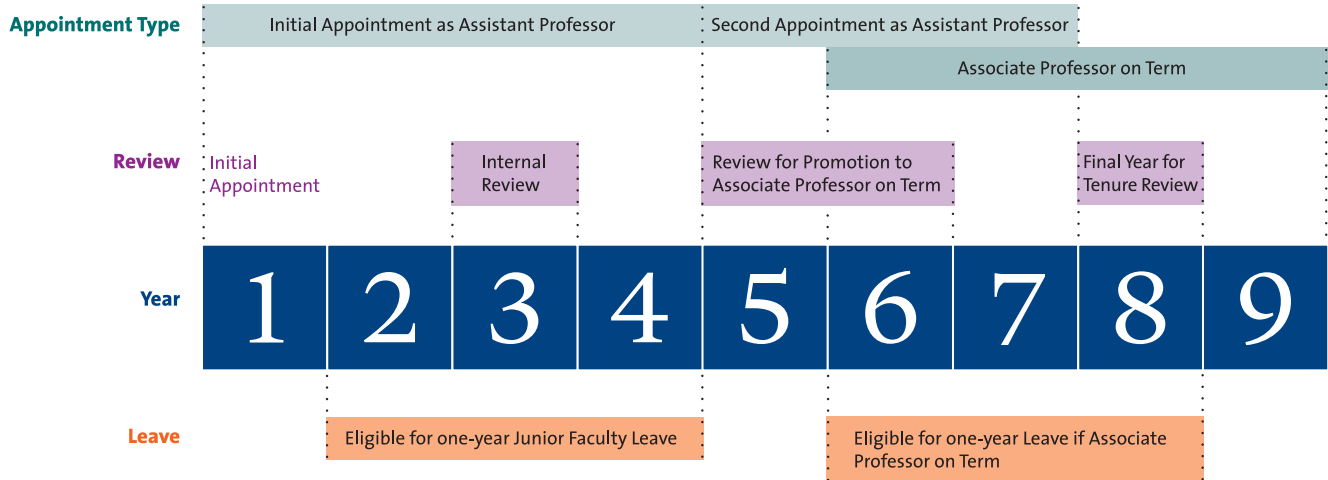 Appointment Type
Initial Appointment as Assistant Professor
Second Appointment as Assistant Professor
Associate Professor on Term
Review
Initial
Appointment
Internal
Review
Review for Promotion to
Associate Professor on Term
Final Year for
Tenure Review
Year
1 2 3 4 5 6 7 8 9
Leave
Eligible for one-year Junior Faculty Leave
Eligible for one-year Leave if Associate
Professor on Term